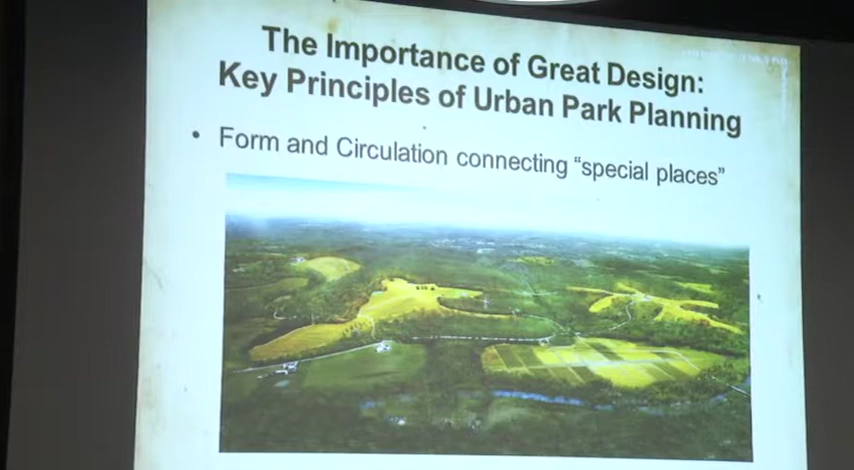 The Importance of Great Design:
Key Principles of Urban Park Planning
• Form and Circulation connecting “special places”